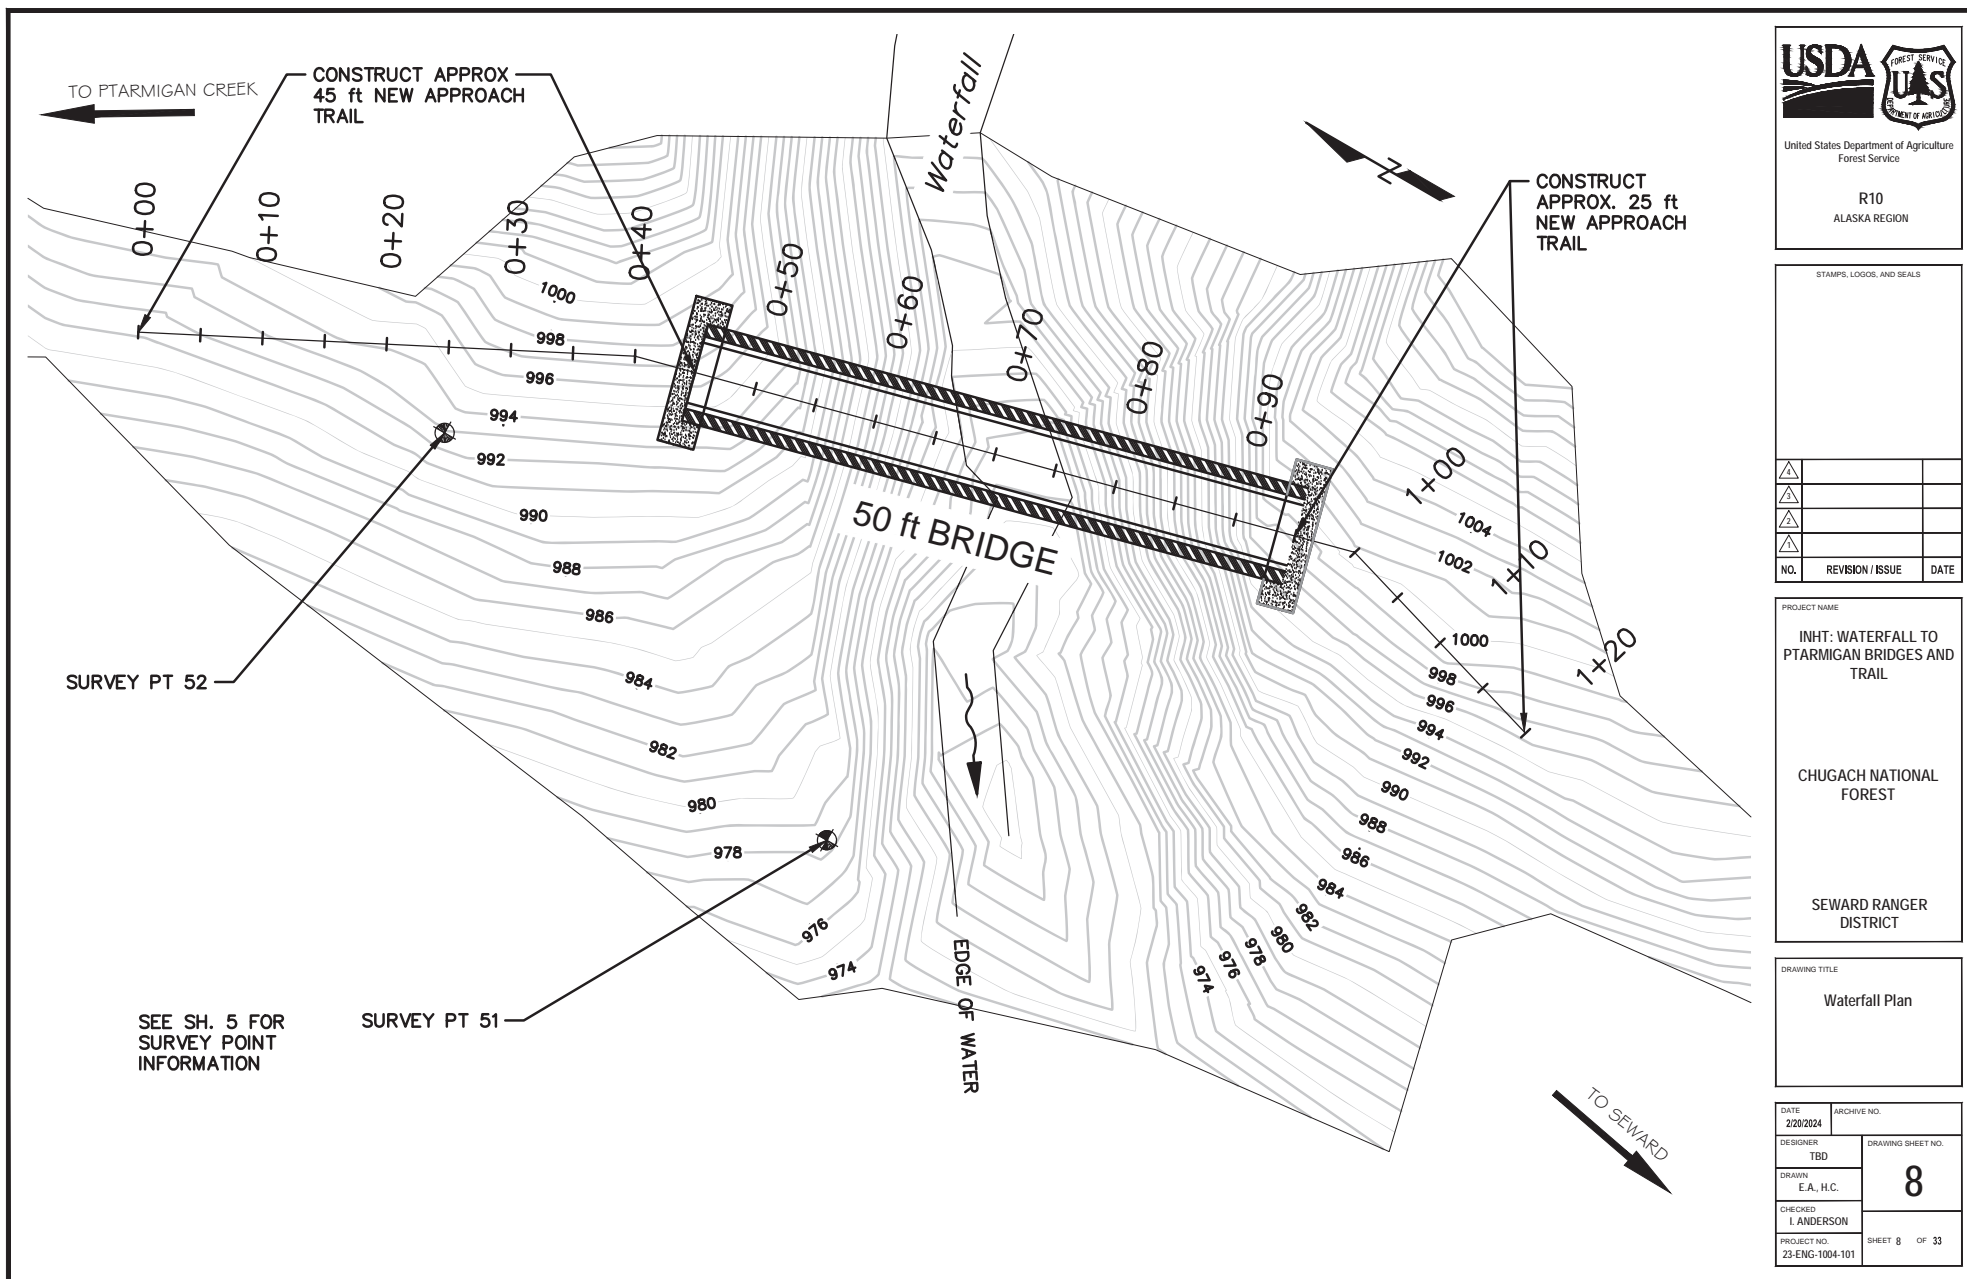 TO PTARMIGAN CREEK
CONSTRUCT APPROX
45 ft NEW APPROACH
TRAIL
Waterfall
N
CONSTRUCT
APPROX. 25 ft
NEW APPROACH
TRAIL
0+00
0+10
0+20
0+30
0+40
0+50
0+60
0+70
0+80
0+90
1+00
1+10
1+20
1000
998
996
994
992
990
988
986
984
982
980
978
976
974
50 ft BRIDGE
1004
1002
1000
998
996
994
992
990
988
986
984
982
980
978
976
974
SURVEY PT 52
SURVEY PT 51
SEE SH. 5 FOR
SURVEY POINT
INFORMATION
EDGE OF WATER
TO SEWARD
USDA
FOREST SERVICE
U S
DEPARTMENT OF AGRICULTURE
United States Department of Agriculture
Forest Service
R10
ALASKA REGION
STAMPS, LOGOS, AND SEALS
4
3
2
1
NO. REVISION / ISSUE DATE
PROJECT NAME
INHT: WATERFALL TO
PTARMIGAN BRIDGES AND
TRAIL
CHUGACH NATIONAL
FOREST
SEWARD RANGER
DISTRICT
DRAWING TITLE
Waterfall Plan
DATE ARCHIVE NO.
2/20/2024
DESIGNER DRAWING SHEET NO.
TBD
DRAWN 8
E.A., H.C.
CHECKED
I. ANDERSON
PROJECT NO. SHEET 8 OF 33
23-ENG-1004-101